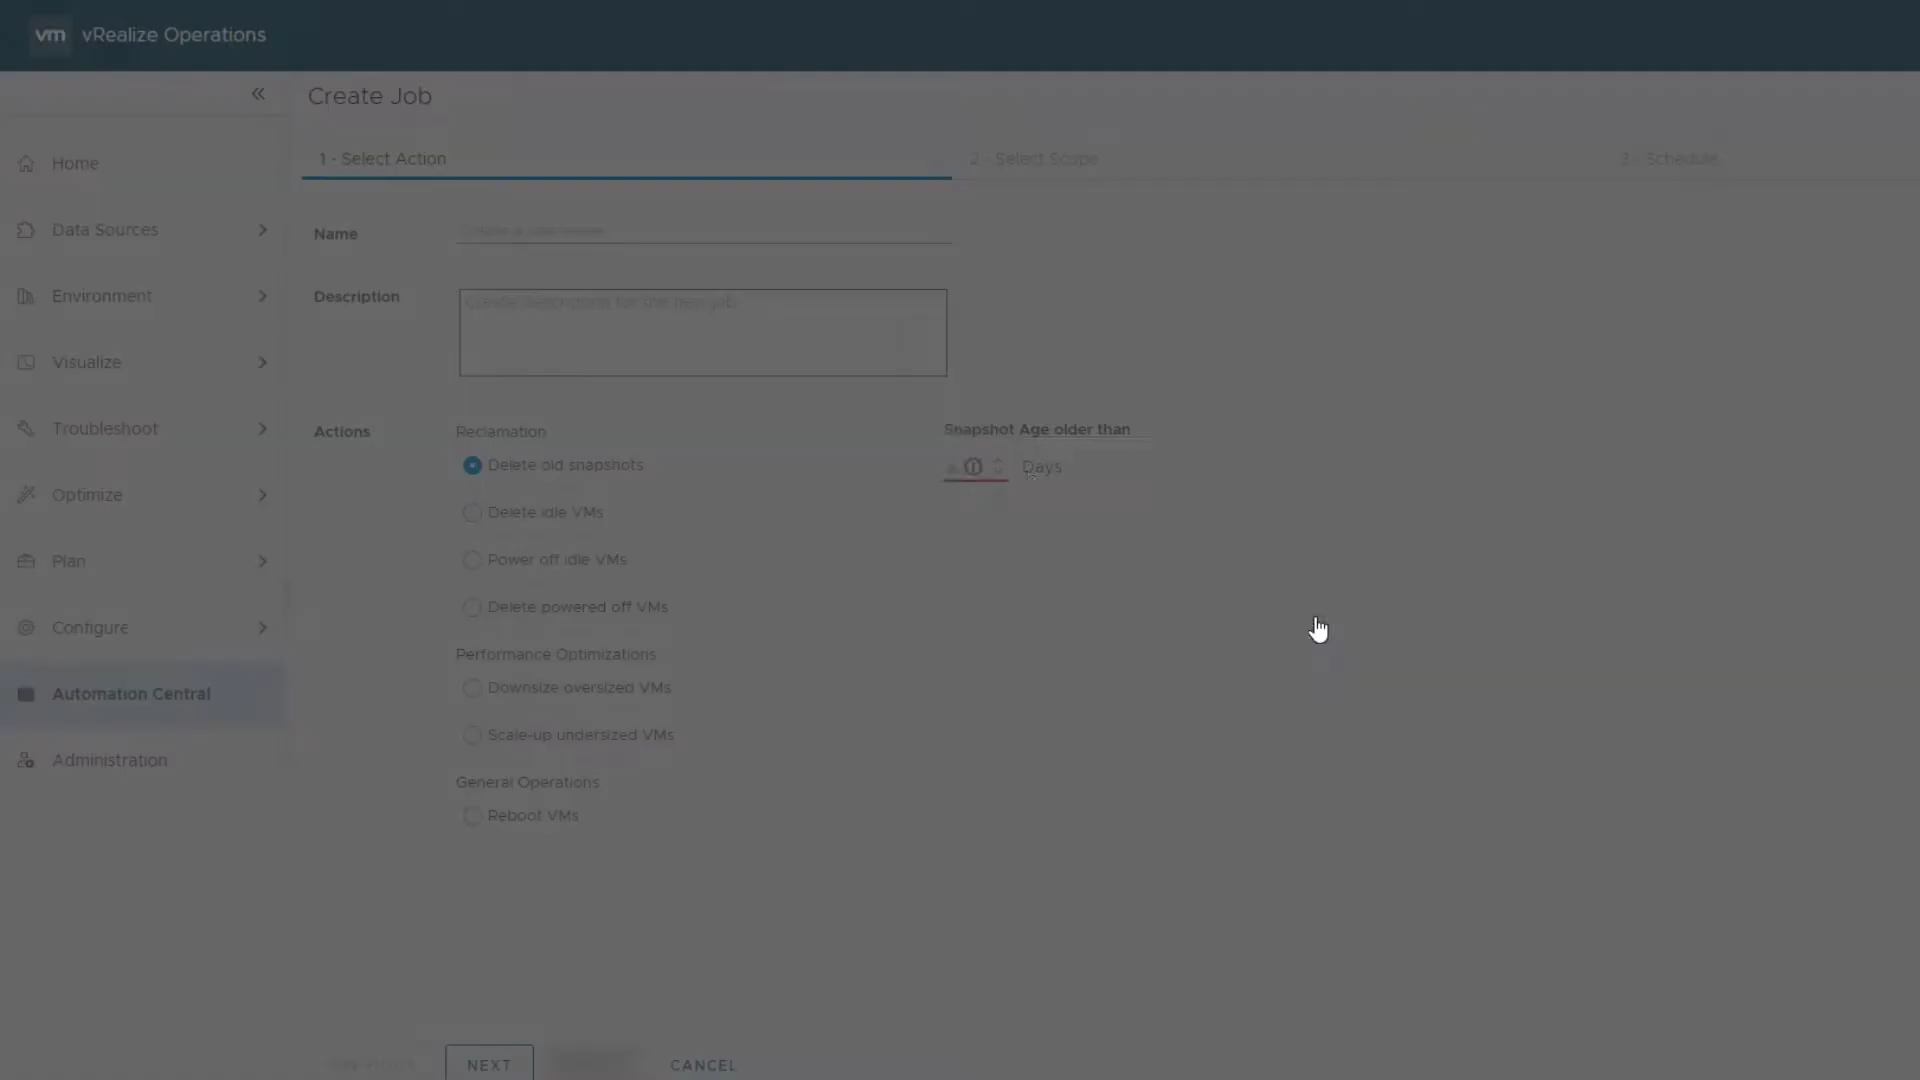 vm vRealize Operations
Create Job
1 - Select Action
2 - Select Scope
3 - Schedule
Home
Data Sources
Environment
Visualize
Troubleshoot
Optimize
Plan
Configure
Automation Central
Administration
Name
Description
Create description for the new job
Actions
Reclamation
Delete old snapshots
Delete idle VMs
Power off idle VMs
Delete powered off VMs
Performance Optimizations
Downsize oversized VMs
Scale-up undersized VMs
General Operations
Reboot VMs
Snapshot Age older than
Days
PREVIOUS
NEXT
CANCEL